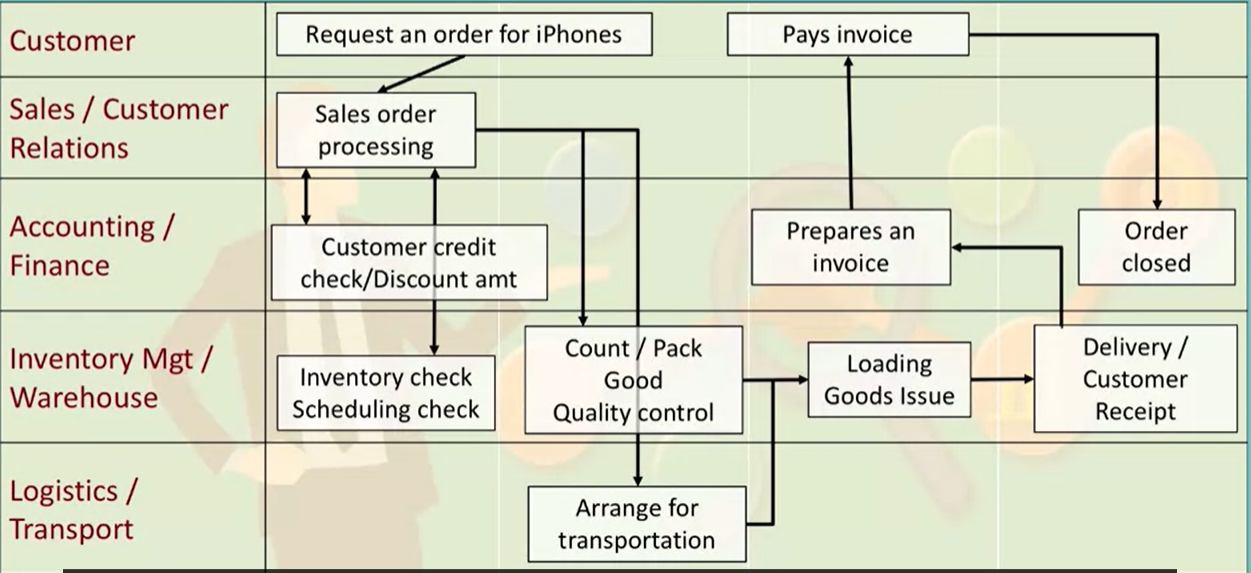 Customer
Request an order for iPhones
Pays invoice
Sales / Customer
Relations
Sales order
processing
Accounting /
Finance
Customer credit
check/Discount amt
Prepares an
invoice
Order
closed
Inventory Mgt /
Warehouse
Inventory check
Scheduling check
Count / Pack
Good
Quality control
Loading
Goods Issue
Delivery /
Customer
Receipt
Logistics /
Transport
Arrange for
transportation